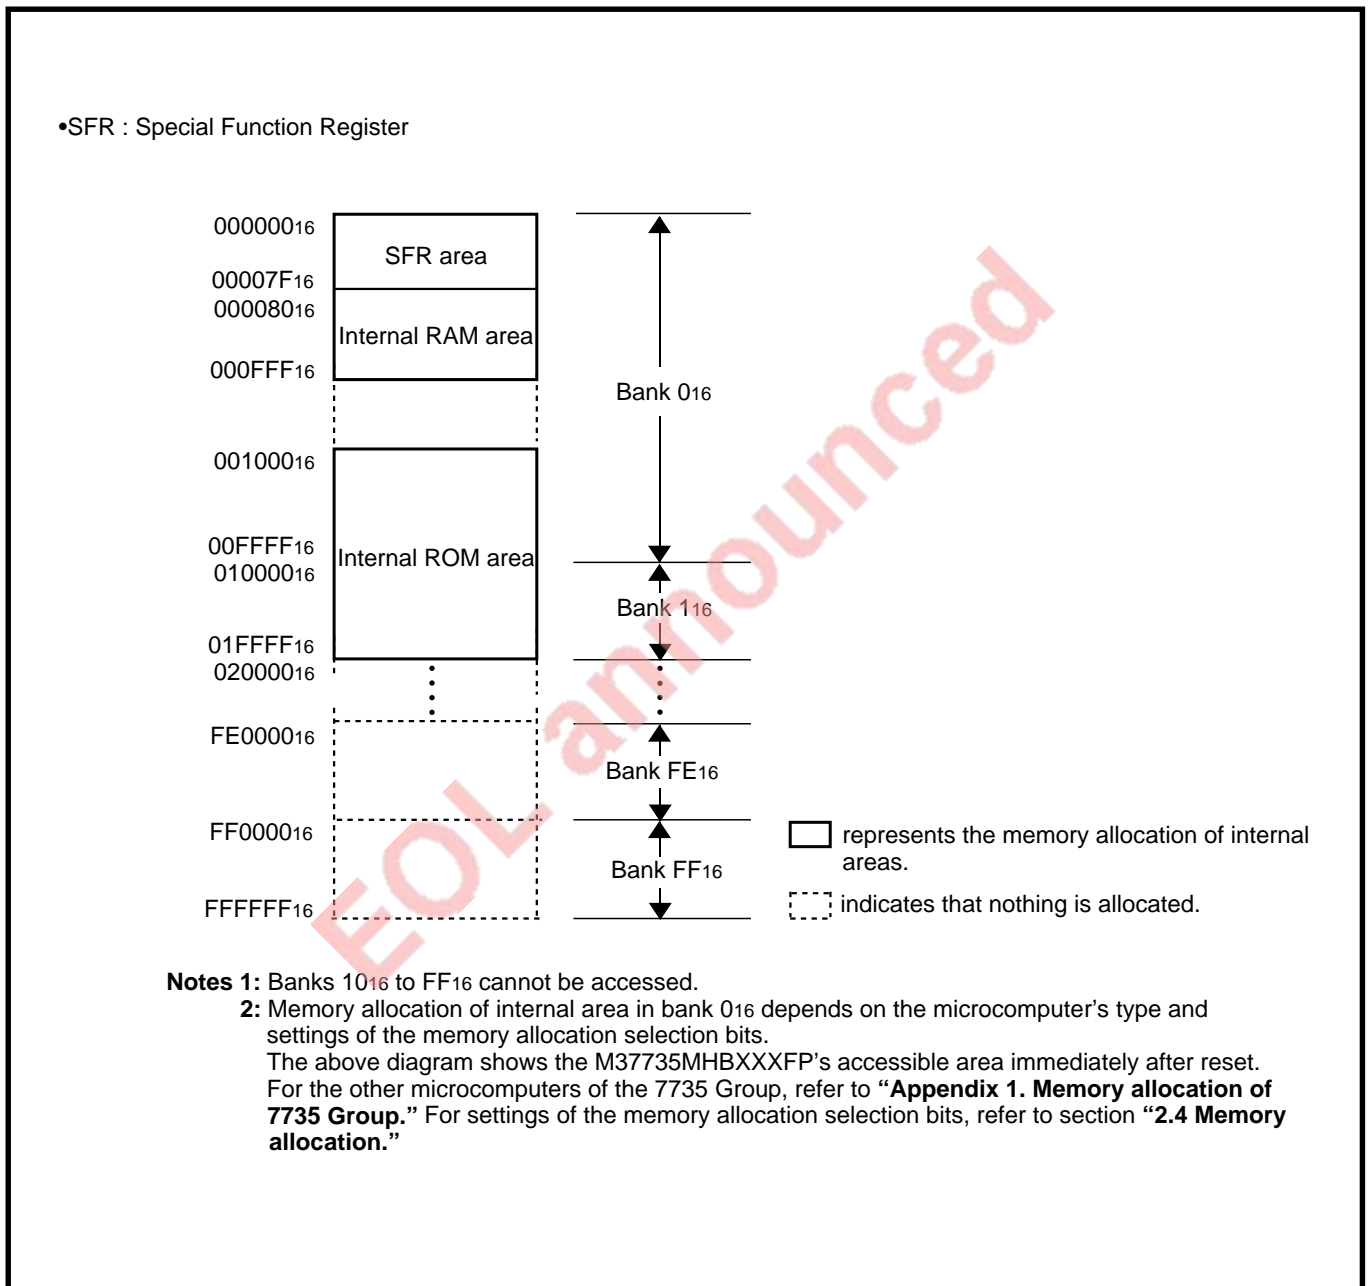 •SFR : Special Function Register
000000₁₆
SFR area
00007F₁₆
000080₁₆
Internal RAM area
000FFF₁₆
Bank 0₁₆
001000₁₆
00FFFF₁₆
Internal ROM area
010000₁₆
Bank 1₁₆
01FFFF₁₆
020000₁₆
FE0000₁₆
Bank FE₁₆
FF0000₁₆
represents the memory allocation of internal
areas.
Bank FF₁₆
FFFFFF₁₆
indicates that nothing is allocated.
Notes 1: Banks 10₁₆ to FF₁₆ cannot be accessed.
2: Memory allocation of internal area in bank 0₁₆ depends on the microcomputer's type and
settings of the memory allocation selection bits.
The above diagram shows the M37735MHBXXXFP's accessible area immediately after reset.
For the other microcomputers of the 7735 Group, refer to “Appendix 1. Memory allocation of
7735 Group.” For settings of the memory allocation selection bits, refer to section “2.4 Memory
allocation.”
EOL announced